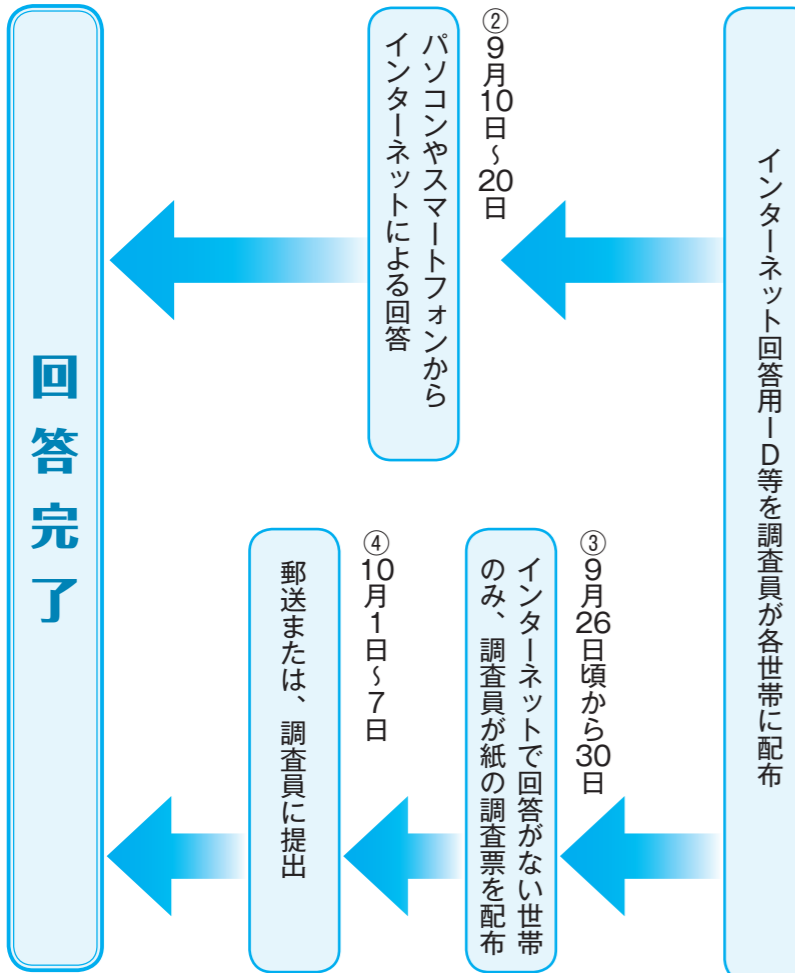 インターネット回答用ID等を調査員が各世帯に配布
②9月10日~20日
パソコンやスマートフォンから
インターネットによる回答
③9月26日頃から30日
インターネットで回答がない世帯
のみ、調査員が紙の調査票を配布
④10月1日~7日
郵送または、調査員に提出
回答完了